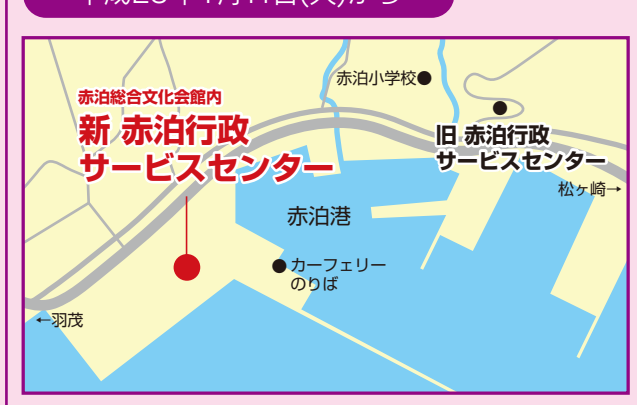 赤泊小学校
赤泊総合文化会館内
新 赤泊行政
サービスセンター
旧 赤泊行政
サービスセンター
松ヶ崎→
赤泊港
カーフェリー
のりば
←羽茂